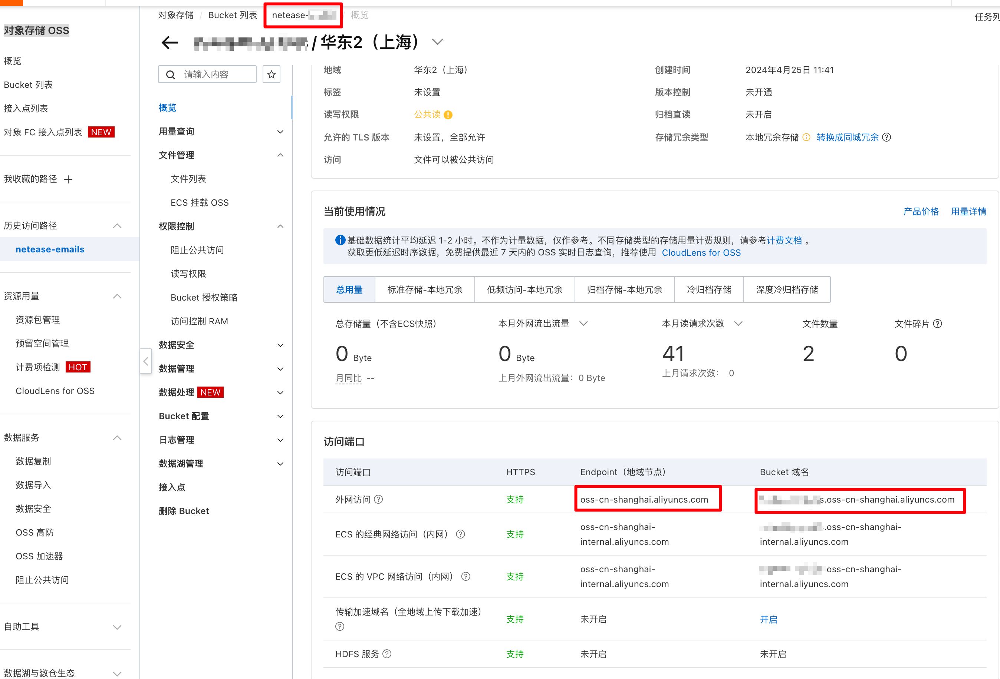 对象存储 / Bucket 列表 / netease- / 概览
任务列
对象存储 OSS
概览
Bucket 列表
接入点列表
对象 FC 接入点列表 NEW
我收藏的路径
历史访问路径
netease-emails
资源用量
资源包管理
预留空间管理
计费项检测 HOT
CloudLens for OSS
数据服务
数据复制
数据导入
数据安全
OSS 高防
OSS 加速器
阻止公共访问
自助工具
数据湖与数仓生态
/ 华东2（上海）
请输入内容
概览
用量查询
文件管理
文件列表
ECS 挂载 OSS
权限控制
阻止公共访问
读写权限
Bucket 授权策略
访问控制 RAM
数据安全
数据管理
数据处理 NEW
Bucket 配置
日志管理
数据湖管理
接入点
删除 Bucket
地域 华东2（上海） 创建时间 2024年4月25日 11:41
标签 未设置 版本控制 未开通
读写权限 公共读 归档直读 未开启
允许的 TLS 版本 未设置，全部允许 存储冗余类型 本地冗余存储 转换成同城冗余
访问 文件可以被公共访问
当前使用情况 产品价格 用量详情
基础数据统计平均延迟 1-2 小时。不作为计量数据，仅作参考。不同存储类型的存储用量计费规则，请参考计费文档 。
获取更低延迟时序数据，免费提供最近 7 天内的 OSS 实时日志查询，推荐使用 CloudLens for OSS
总用量 标准存储-本地冗余 低频访问-本地冗余 归档存储-本地冗余 冷归档存储 深度冷归档存储
总存储量（不含ECS快照） 本月外网流出流量 本月读请求次数 文件数量 文件碎片
0 Byte 0 Byte 41 2 0
月同比 -- 上月外网流出流量：0 Byte 上月请求次数： 0
访问端口
访问端口 HTTPS Endpoint（地域节点） Bucket 域名
外网访问 支持 oss-cn-shanghai.aliyuncs.com s.oss-cn-shanghai.aliyuncs.com
ECS 的经典网络访问（内网） 支持 oss-cn-shanghai-
internal.aliyuncs.com .oss-cn-shanghai-
internal.aliyuncs.com
ECS 的 VPC 网络访问（内网） 支持 oss-cn-shanghai-
internal.aliyuncs.com .oss-cn-shanghai-
internal.aliyuncs.com
传输加速域名（全地域上传下载加速） 支持 未开启 开启
HDFS 服务 支持 未开启 未开启